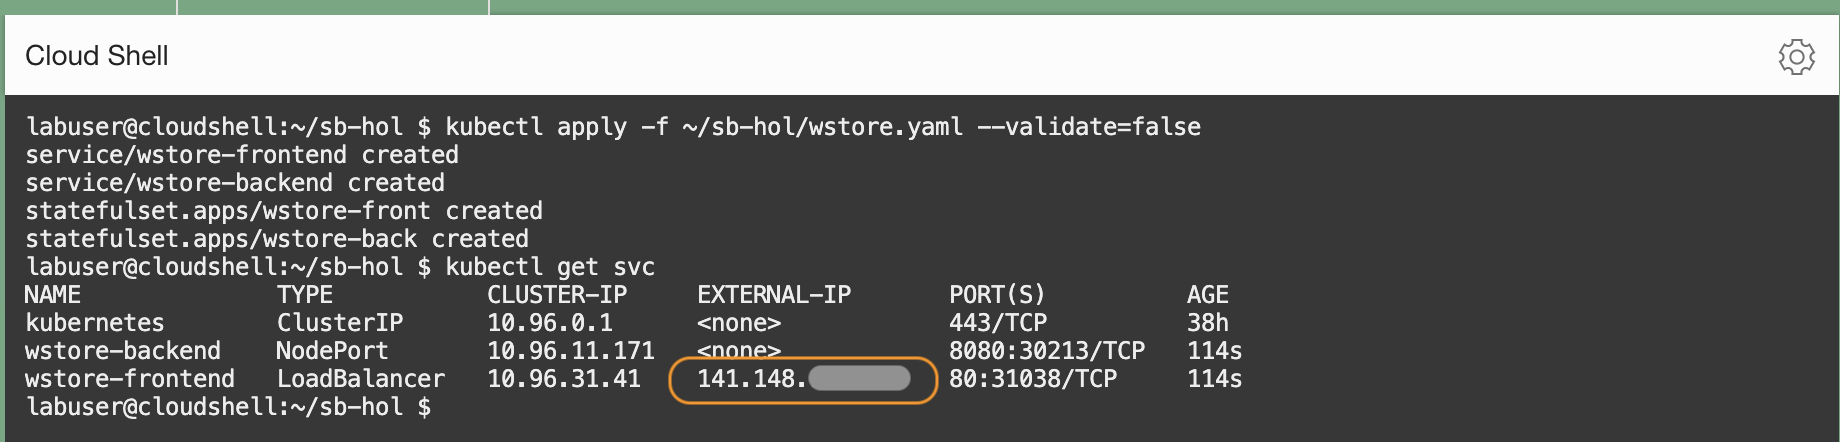 Cloud Shell
labuser@cloudshell:~/sb-hol $ kubectl apply -f ~/sb-hol/wstore.yaml --validate=false
service/wstore-frontend created
service/wstore-backend created
statefulset.apps/wstore-front created
statefulset.apps/wstore-back created
labuser@cloudshell:~/sb-hol $ kubectl get svc
NAME TYPE CLUSTER-IP EXTERNAL-IP PORT(S) AGE
kubernetes ClusterIP 10.96.0.1 <none> 443/TCP 38h
wstore-backend NodePort 10.96.11.171 <none> 8080:30213/TCP 114s
wstore-frontend LoadBalancer 10.96.31.41 141.148. 80:31038/TCP 114s
labuser@cloudshell:~/sb-hol $